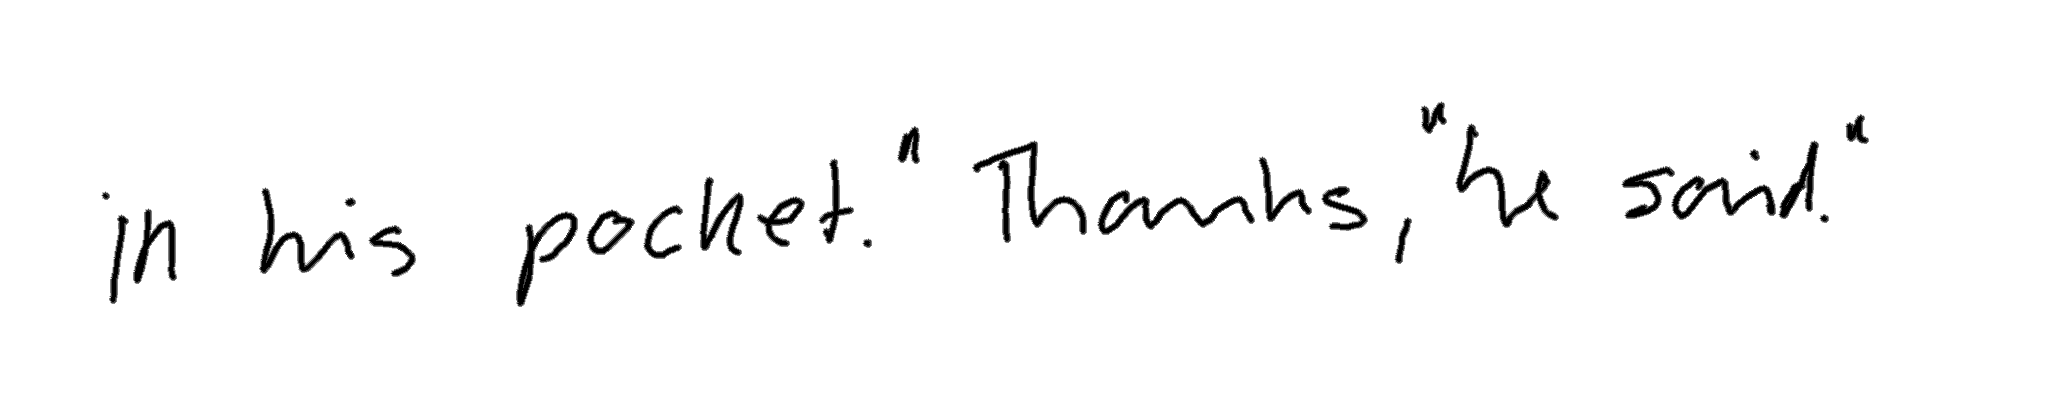 in his pocket. "Thanks," he said."